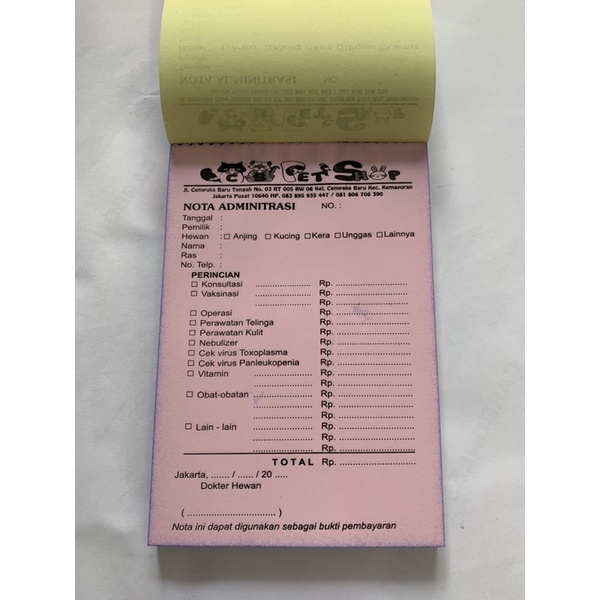 NOTA ADMINITRASI
C S PET SHOP
Jl. Cempaka Baru Tengah No. 03 RT 005 RW 08 Kel. Cempaka Baru Kec. Kemayoran
Jakarta Pusat 10640 HP. 083 895 935 447 / 081 806 706 390
NOTA ADMINITRASI NO. :
Tanggal :
Pemilik :
Hewan : Anjing Kucing Kera Unggas Lainnya
Nama :
Ras :
No. Telp. :
PERINCIAN
Konsultasi .................... Rp. ..........................
Vaksinasi .................... Rp. ..........................
.................... Rp. ..........................
Operasi Rp. ..........................
Perawatan Telinga Rp. ..........................
Perawatan Kulit Rp. ..........................
Nebulizer Rp. ..........................
Cek virus Toxoplasma Rp. ..........................
Cek virus Panleukopenia Rp. ..........................
Vitamin .................... Rp. ..........................
.................... Rp. ..........................
Obat-obatan .................... Rp. ..........................
.................... Rp. ..........................
.................... Rp. ..........................
Lain - lain .................... Rp. ..........................
.................... Rp. ..........................
.................... Rp. ..........................
TOTAL Rp. ..........................
Jakarta, ....... / ...... / 20 .....
Dokter Hewan
( .................................. )
Nota ini dapat digunakan sebagai bukti pembayaran